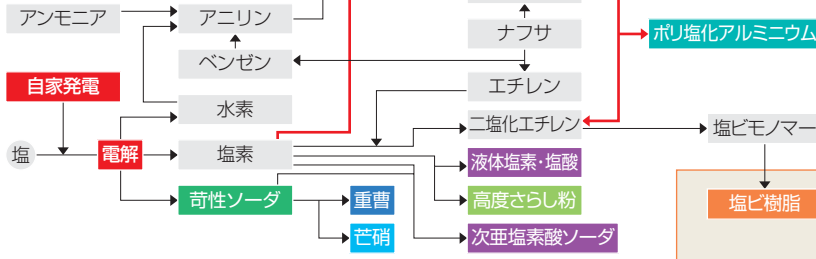 アンモニア
アニリン
ナフサ
ポリ塩化アルミニウム
ベンゼン
自家発電
エチレン
水素
二塩化エチレン
塩ビモノマー
塩
電解
塩素
液体塩素・塩酸
苛性ソーダ
重曹
高度さらし粉
塩ビ樹脂
芒硝
次亜塩素酸ソーダ